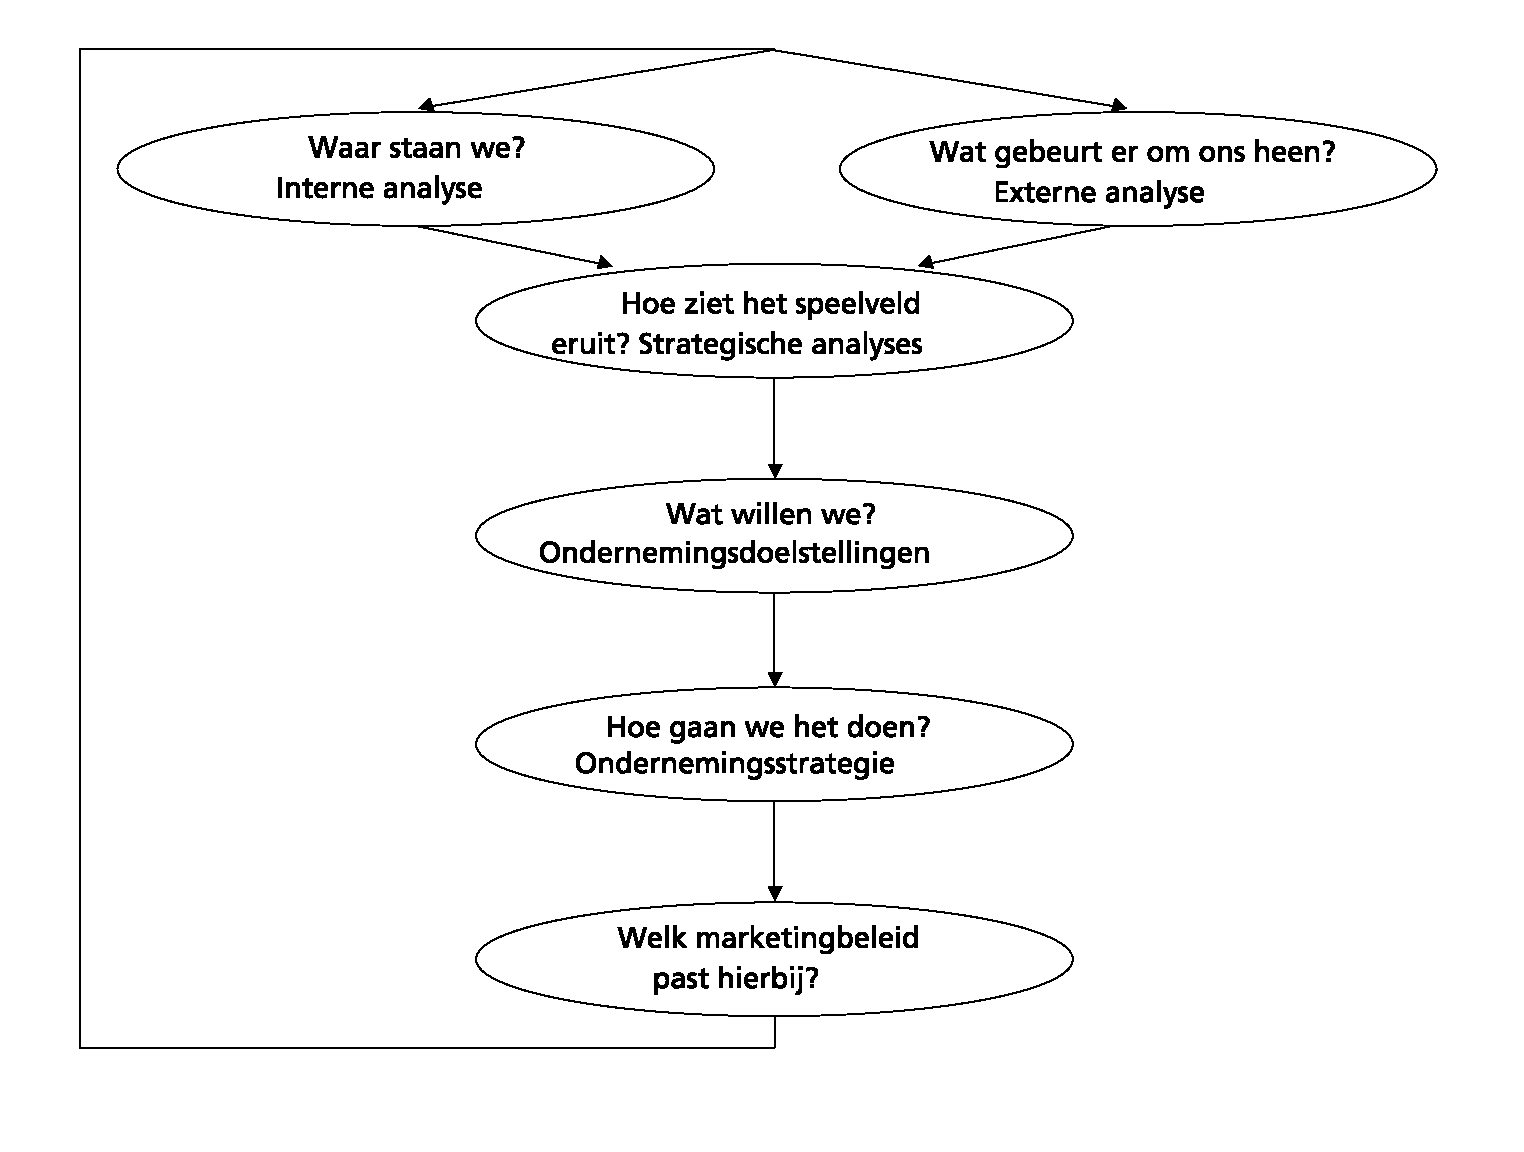 Waar staan we?
Interne analyse
Wat gebeurt er om ons heen?
Externe analyse
Hoe ziet het speelveld
eruit? Strategische analyses
Wat willen we?
Ondernemingsdoelstellingen
Hoe gaan we het doen?
Ondernemingsstrategie
Welk marketingbeleid
past hierbij?